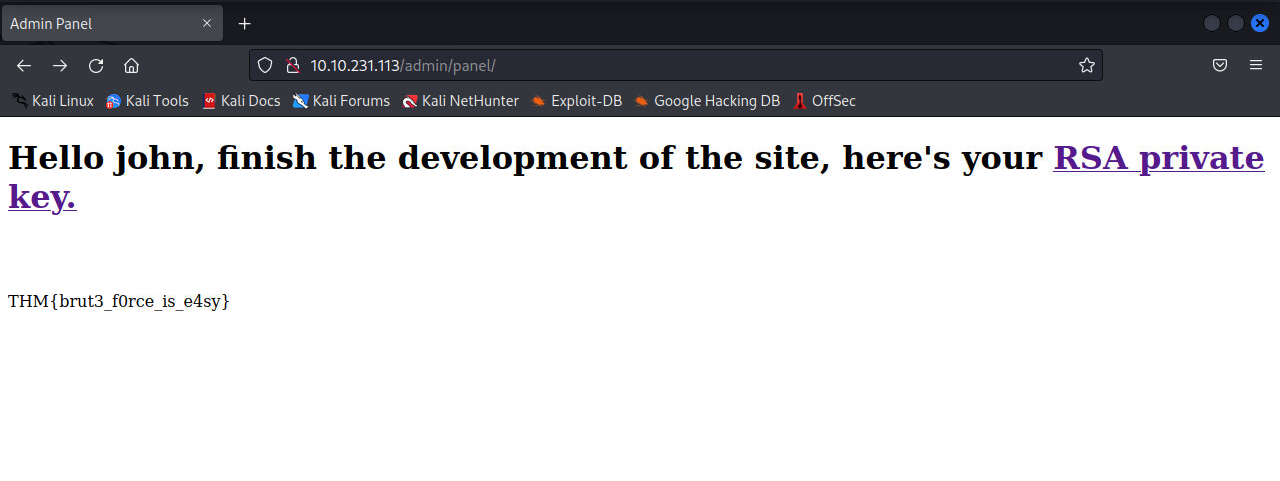 Admin Panel
10.10.231.113/admin/panel/
Kali Linux Kali Tools Kali Docs Kali Forums Kali NetHunter Exploit-DB Google Hacking DB OffSec
Hello john, finish the development of the site, here's your RSA private
key.
THM{brut3_f0rce_is_e4sy}